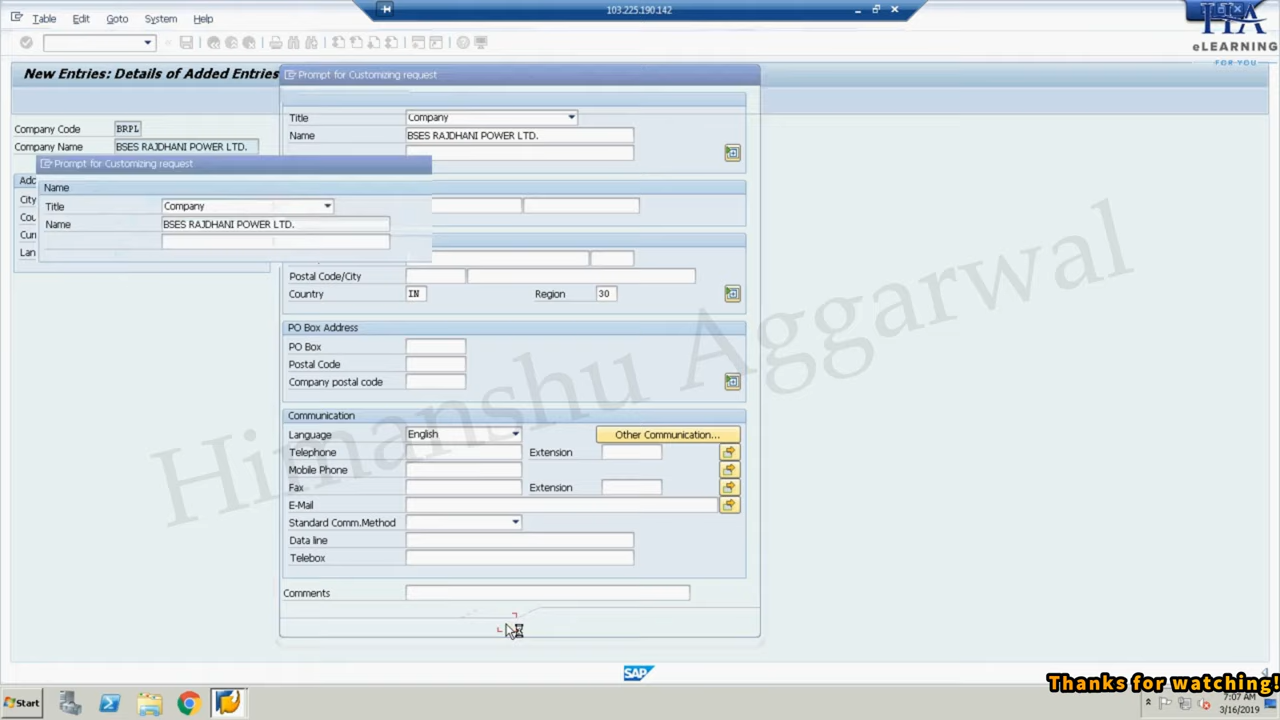 103.225.190.142
Table Edit Goto System Help
HA
eLEARNING
FOR YOU
New Entries: Details of Added Entries
Prompt for Customizing request
Title Company
Name BSES RAJDHANI POWER LTD.
Company Code BRPL
Company Name BSES RAJDHANI POWER LTD.
Prompt for Customizing request
Name
Title Company
Name BSES RAJDHANI POWER LTD.
Postal Code/City
Country IN Region 30
PO Box Address
PO Box
Postal Code
Company postal code
Communication
Language English Other Communication...
Telephone Extension
Mobile Phone
Fax Extension
E-Mail
Standard Comm.Method
Data line
Telebox
Comments
Himanshu Aggarwal
SAP
Thanks for watching!
Start
7:07 AM
3/16/2019